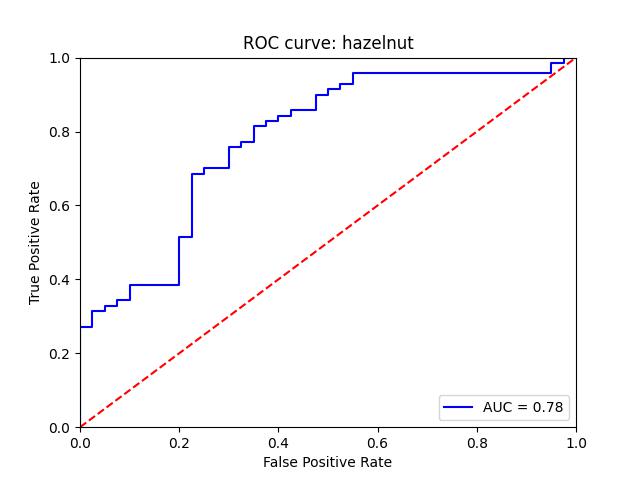 ROC curve: hazelnut
1.0
0.8
0.6
0.4
0.2
0.0
True Positive Rate
AUC = 0.78
0.0 0.2 0.4 0.6 0.8 1.0
False Positive Rate